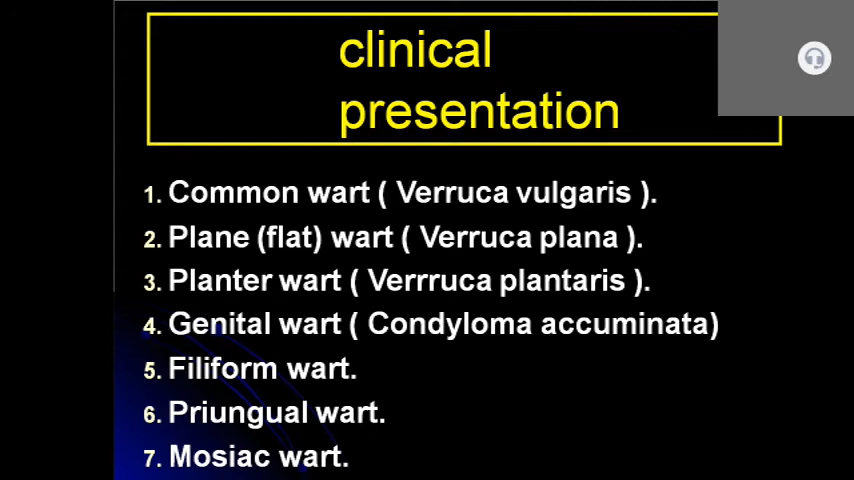 clinical
presentation
1. Common wart ( Verruca vulgaris ).
2. Plane (flat) wart ( Verruca plana ).
3. Planter wart ( Verrruca plantaris ).
4. Genital wart ( Condyloma accuminata)
5. Filiform wart.
6. Priungual wart.
7. Mosiac wart.